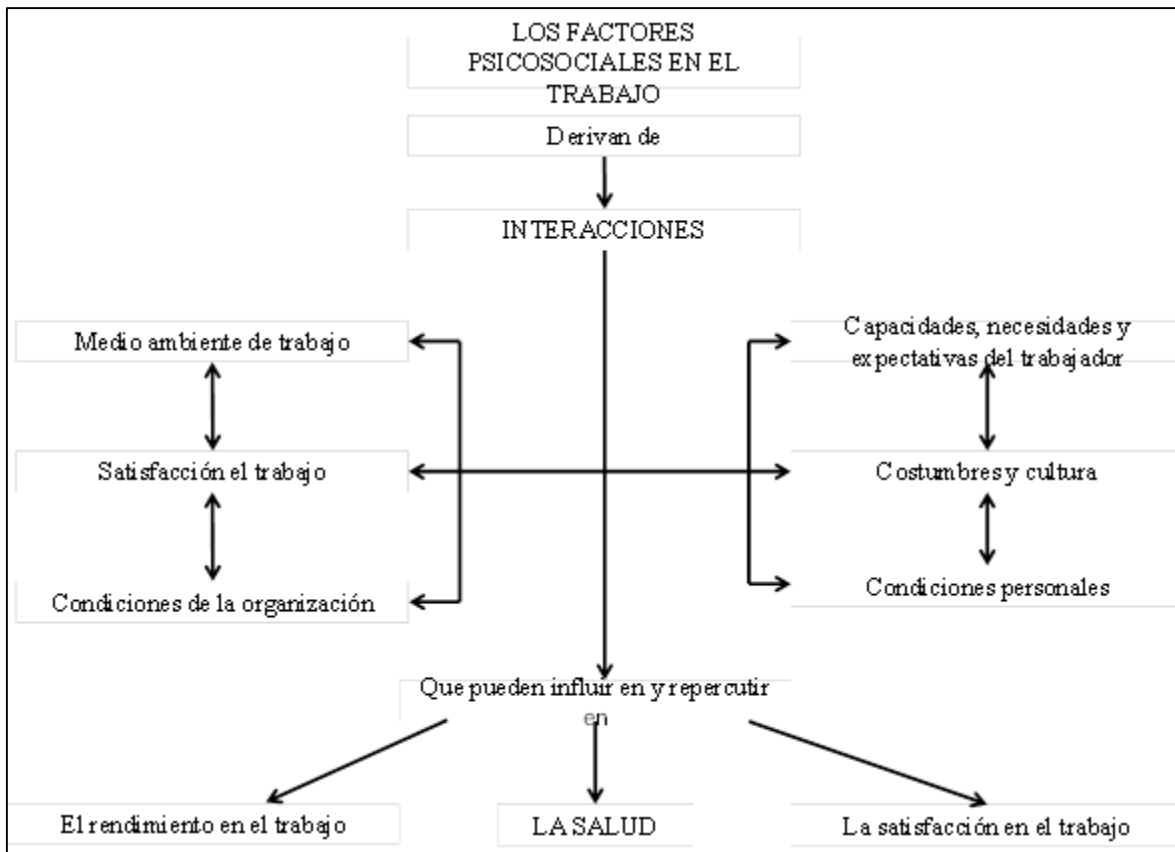 LOS FACTORES
PSICOSOCIALES EN EL
TRABAJO
Derivan de
INTERACCIONES
Medio ambiente de trabajo
Capacidades, necesidades y
expectativas del trabajador
Satisfacción el trabajo
Costumbres y cultura
Condiciones de la organización
Condiciones personales
Que pueden influir en y repercutir
en
El rendimiento en el trabajo
LA SALUD
La satisfacción en el trabajo